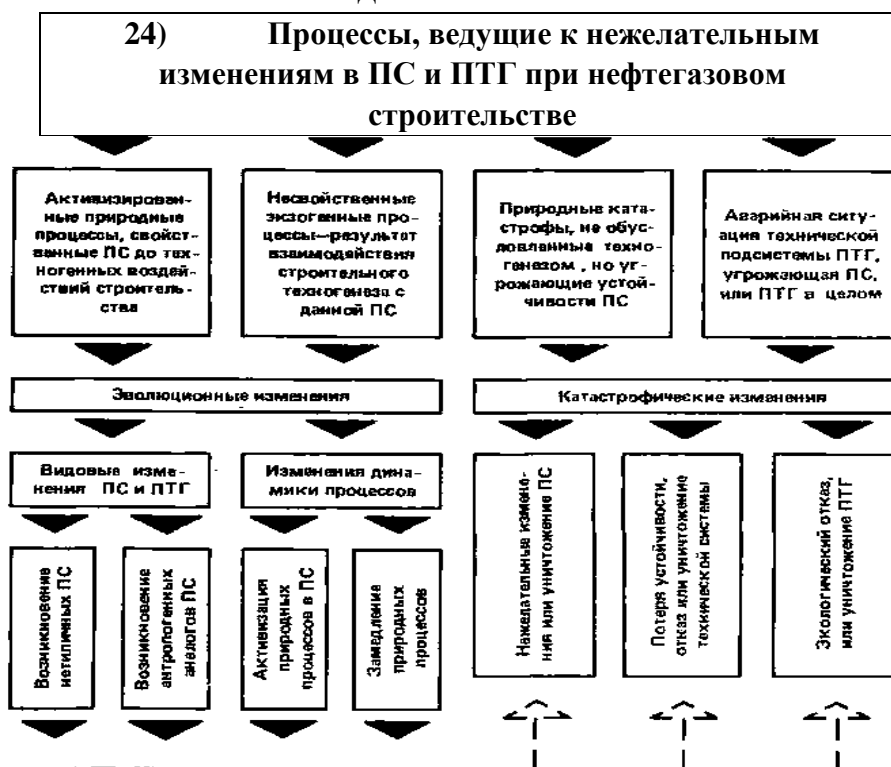 24) Процессы, ведущие к нежелательным
изменениям в ПС и ПТГ при нефтегазовом
строительстве
Активизирован-
ные природные
процессы, свойст-
венные ПС до тех-
ногенных воздей-
ствий строитель-
ства
Несвойственные
экзогенные про-
цессы—результат
взаимодействия
строительного
техногенеза с
данной ПС
Природные ката-
строфы, не обус-
ловленные техно-
генезом, но уг-
рожающие устой-
чивости ПС
Аварийная ситу-
ация технической
подсистемы ПТГ,
угрожающая ПС,
или ПТГ в целом
Эволюционные изменения
Катастрофические изменения
Видовые изме-
нения ПС и ПТГ
Изменения дина-
мики процессов
Возникновение
нетипичных ПС
Возникновение
антропогенных
аналогов ПС
Активизация
природных
процессов в ПС
Замедление
природных
процессов
Нежелательные измене-
ния или уничтожение ПС
Потеря устойчивости,
отказ или уничтожение
технической системы
Экологический отказ,
или уничтожение ПТГ